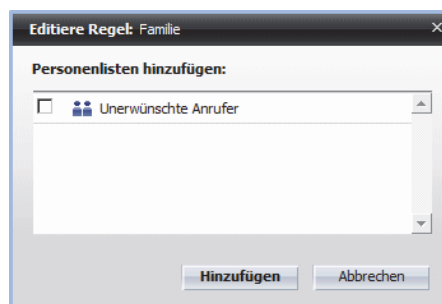 Editiere Regel: Familie
Personenlisten hinzufügen:
Unerwünschte Anrufer
Hinzufügen Abbrechen